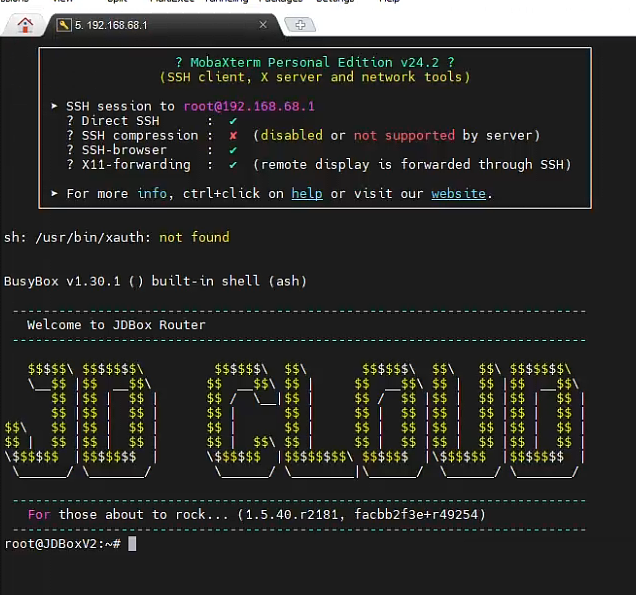 Split
5. 192.168.68.1
? MobaXterm Personal Edition v24.2 ?
(SSH client, X server and network tools)
➤ SSH session to root@192.168.68.1
? Direct SSH : ✔
? SSH compression : ✘ (disabled or not supported by server)
? SSH-browser : ✔
? X11-forwarding : ✔ (remote display is forwarded through SSH)
➤ For more info, ctrl+click on help or visit our website.
sh: /usr/bin/xauth: not found
BusyBox v1.30.1 () built-in shell (ash)
Welcome to JDBox Router
JD CLOUD
For those about to rock... (1.5.40.r2181, facbb2f3e+r49254)
root@JDBoxV2:~#